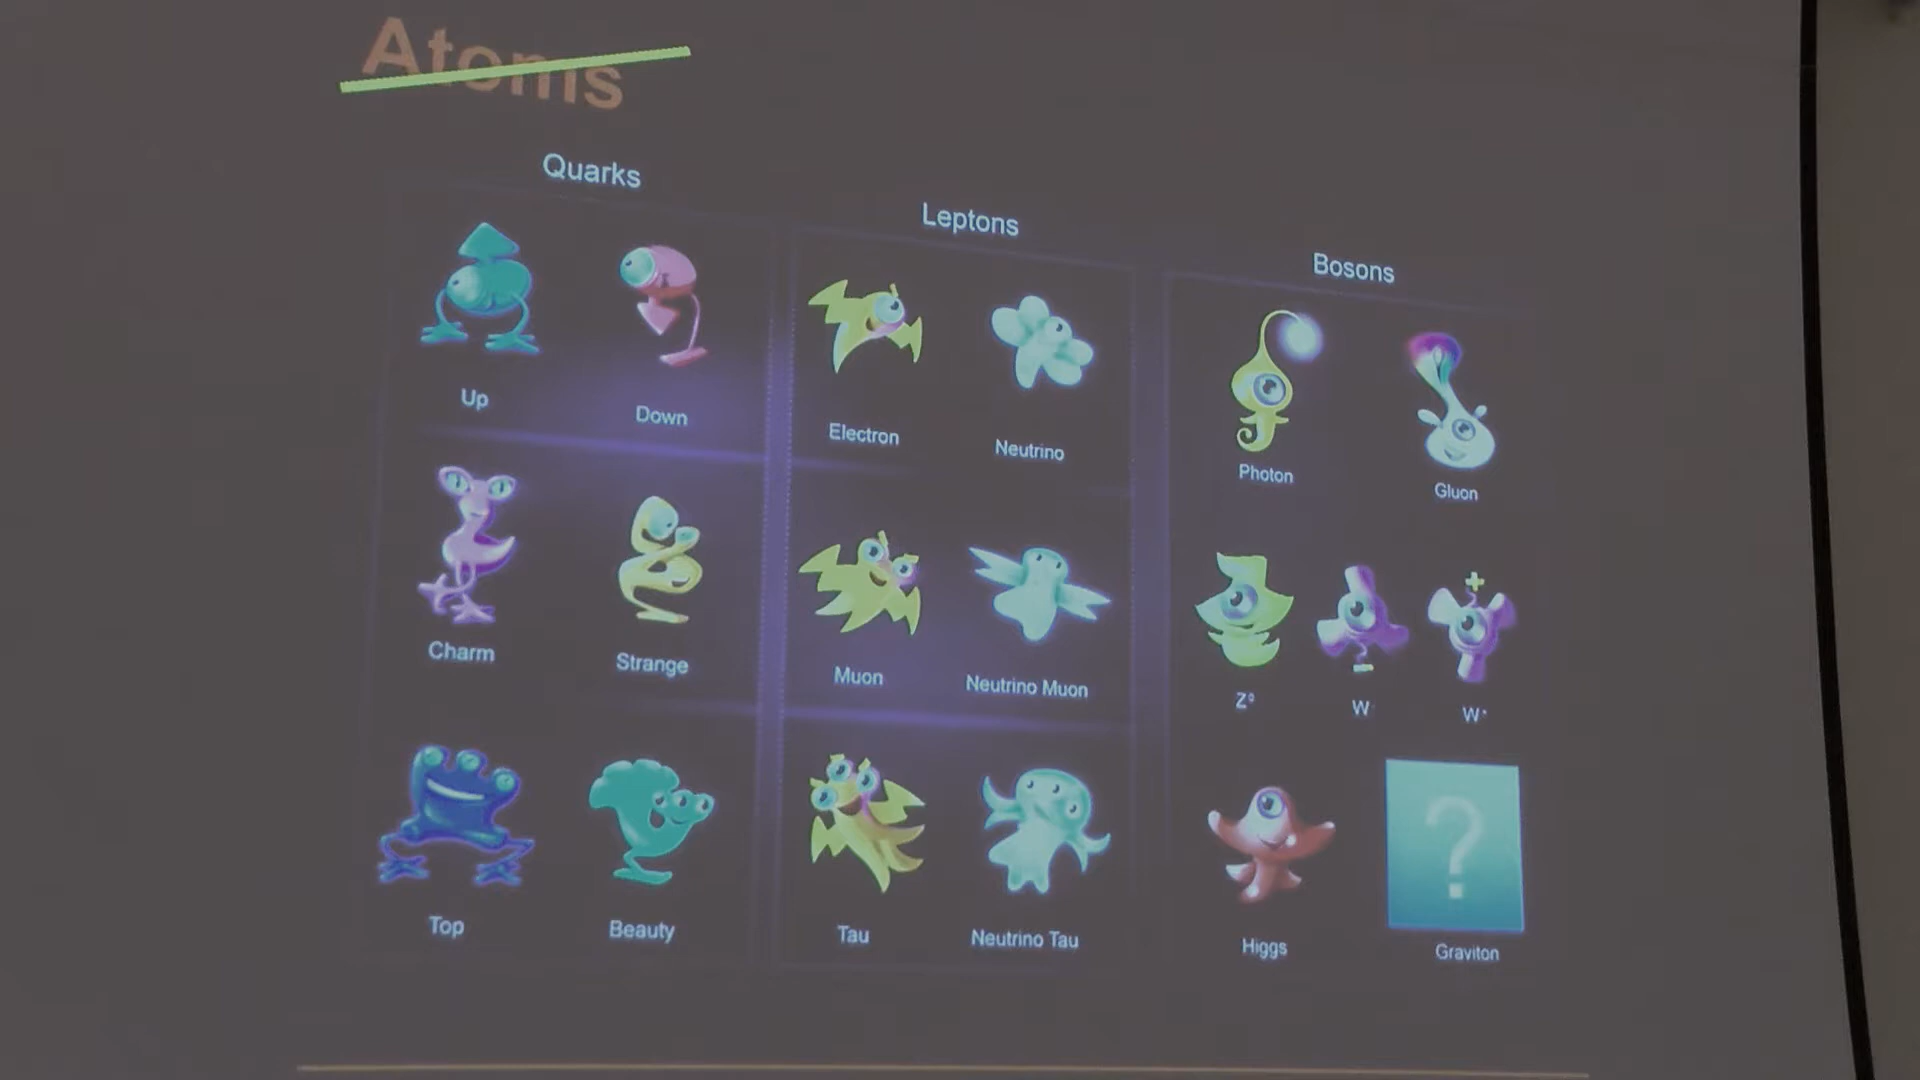 Atoms
Quarks
Leptons
Bosons
Up
Down
Electron
Neutrino
Photon
Gluon
Charm
Strange
Muon
Neutrino Muon
Z⁰
W⁻
+
W⁺
Top
Beauty
Tau
Neutrino Tau
Higgs
?
Graviton